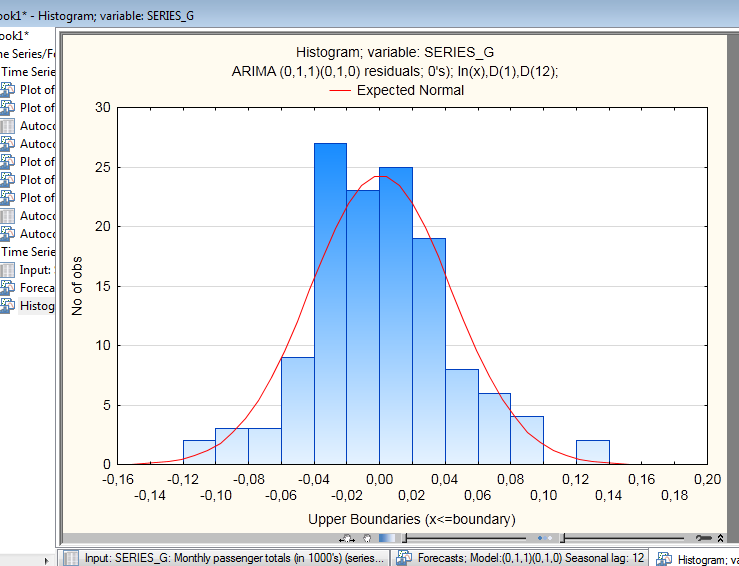 ook1* - Histogram; variable: SERIES_G
ook1*
ne Series/Fo
Time Serie
Plot of
Plot of
Autoco
Autoco
Plot of
Plot of
Plot of
Autoco
Autoco
Time Serie
Input: S
Foreca
Histog
Histogram; variable: SERIES_G
ARIMA (0,1,1)(0,1,0) residuals; 0's); ln(x),D(1),D(12);
Expected Normal
No of obs
30
25
20
15
10
5
0
-0,16 -0,12 -0,08 -0,04 0,00 0,04 0,08 0,12 0,16 0,20
-0,14 -0,10 -0,06 -0,02 0,02 0,06 0,10 0,14 0,18
Upper Boundaries (x<=boundary)
Input: SERIES_G: Monthly passenger totals (in 1000's) (series...
Forecasts; Model:(0,1,1)(0,1,0) Seasonal lag: 12
Histogram; va